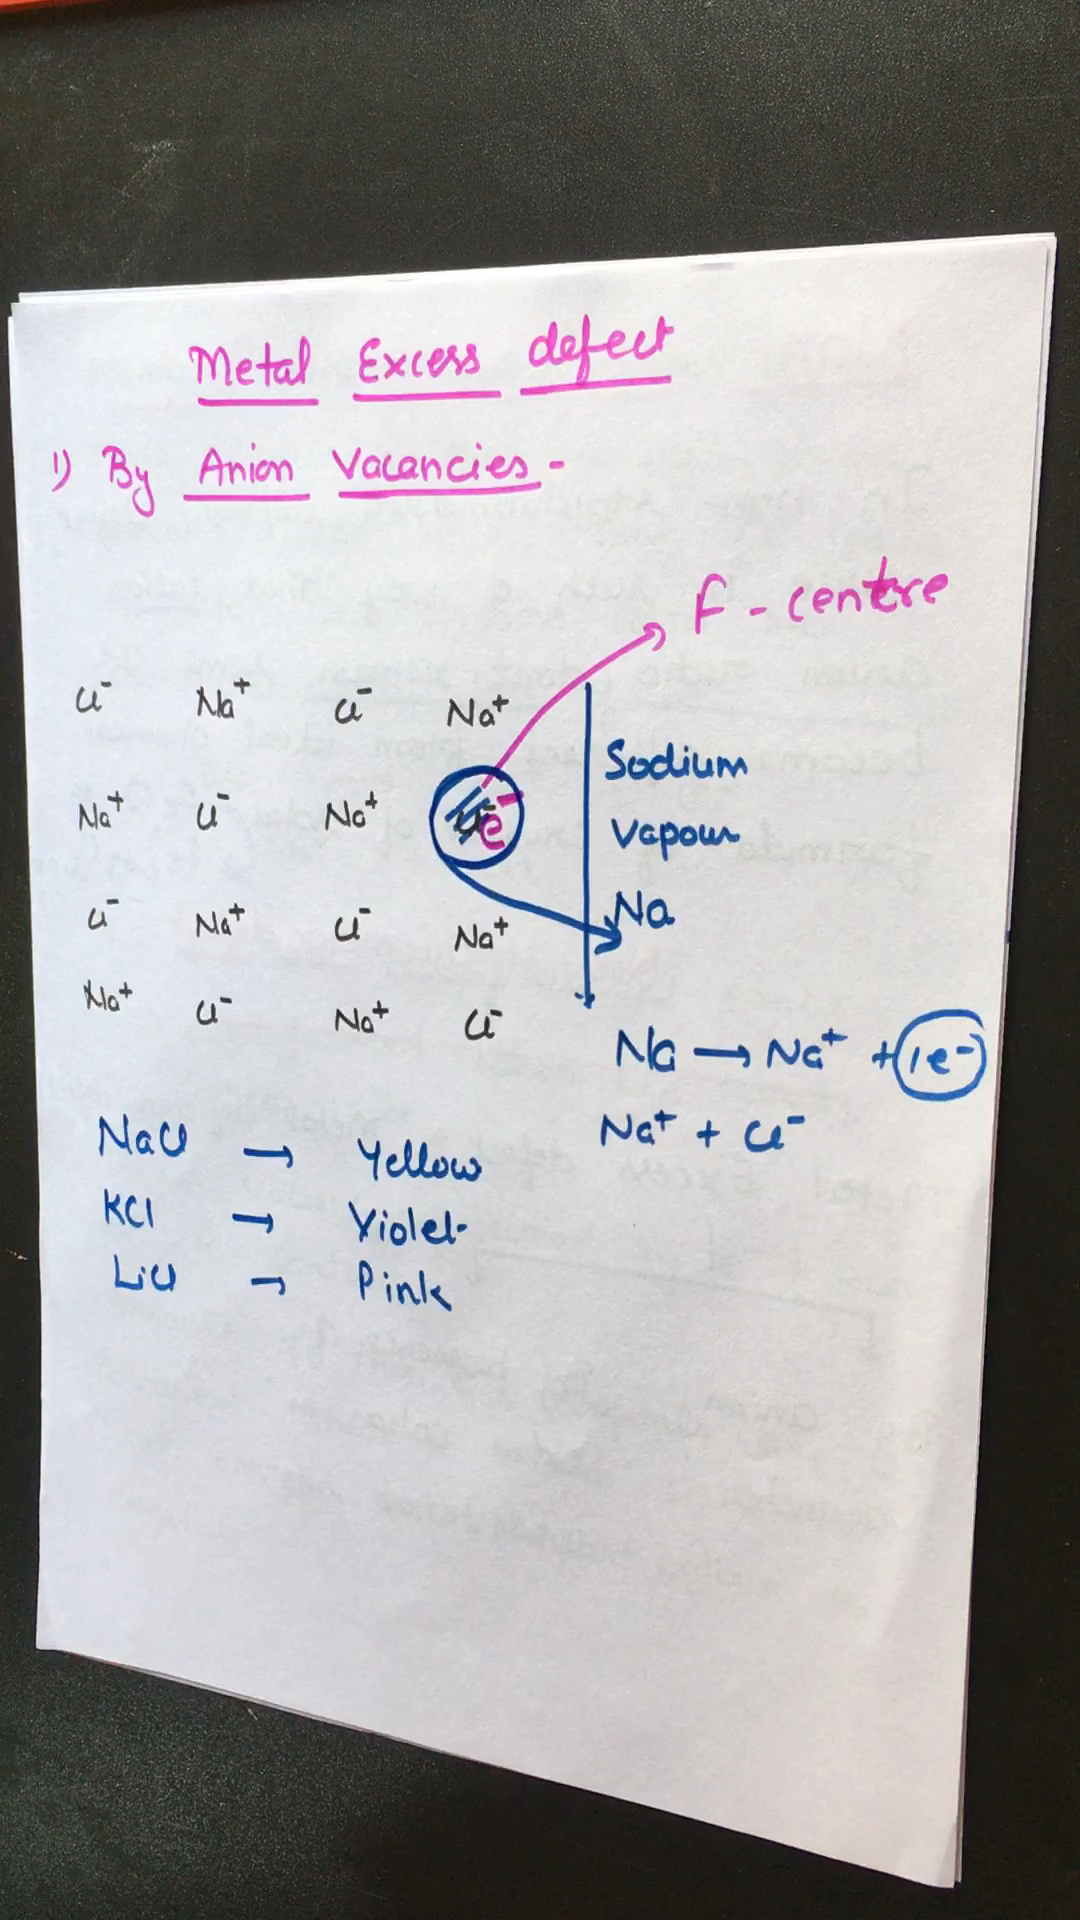 Metal Excess defect
1) By Anion Vacancies -
F - centre
Cl⁻ Na⁺ Cl⁻ Na⁺
Na⁺ Cl⁻ Na⁺ e⁻
Cl⁻ Na⁺ Cl⁻ Na⁺
Na⁺ Cl⁻ Na⁺ Cl⁻
Sodium
vapour
Na
Na → Na⁺ + 1e⁻
Na⁺ + Cl⁻
NaCl → Yellow
KCl → Violet
LiCl → Pink